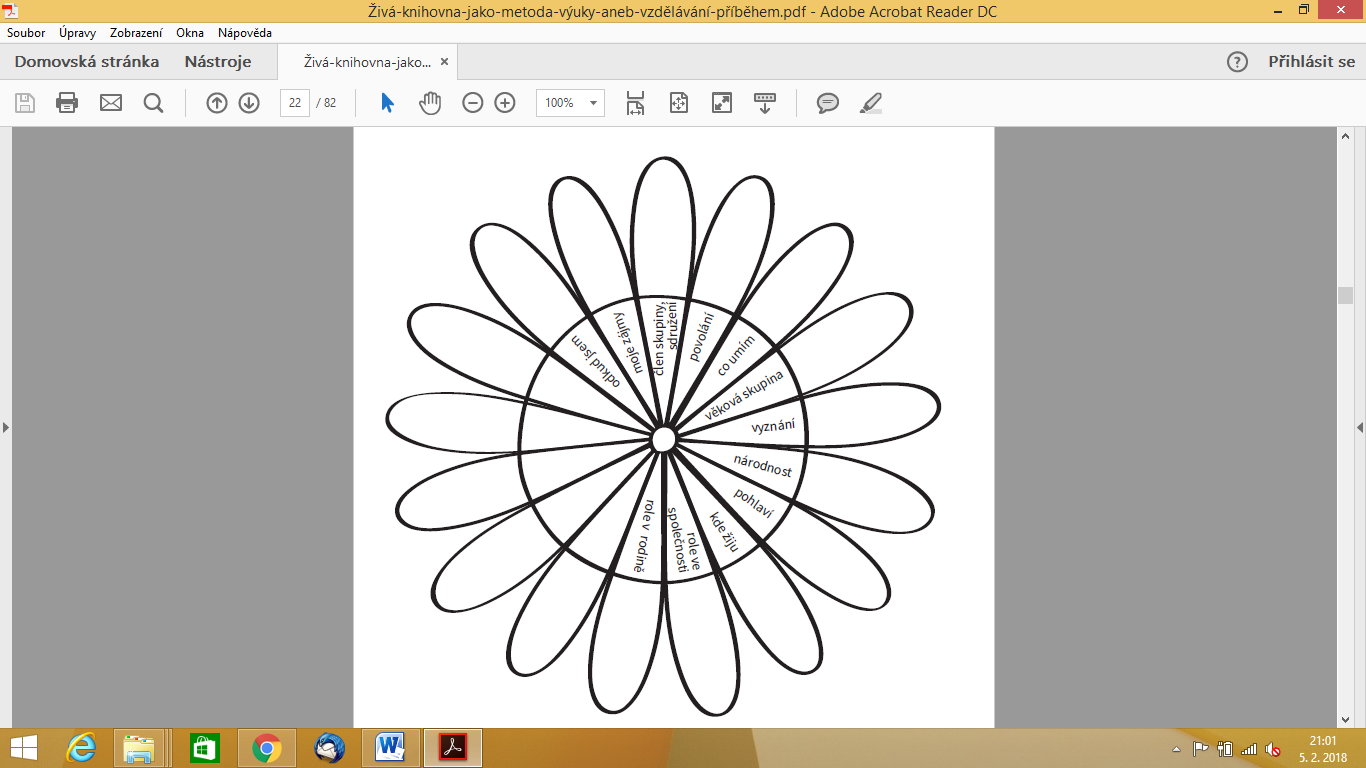 Živá-knihovna-jako-metoda-výuky-aneb-vzdělávání-příběhem.pdf - Adobe Acrobat Reader DC
Soubor Úpravy Zobrazení Okna Nápověda
Domovská stránka Nástroje Živá-knihovna-jako... × ? Přihlásit se
22 / 82 100%
odkud jsem
moje zájmy
člen skupiny,
sdružení
povolání
co umím
věková skupina
vyznání
národnost
pohlaví
kde žiju
role ve
společnosti
role v rodině
21:01
5. 2. 2018